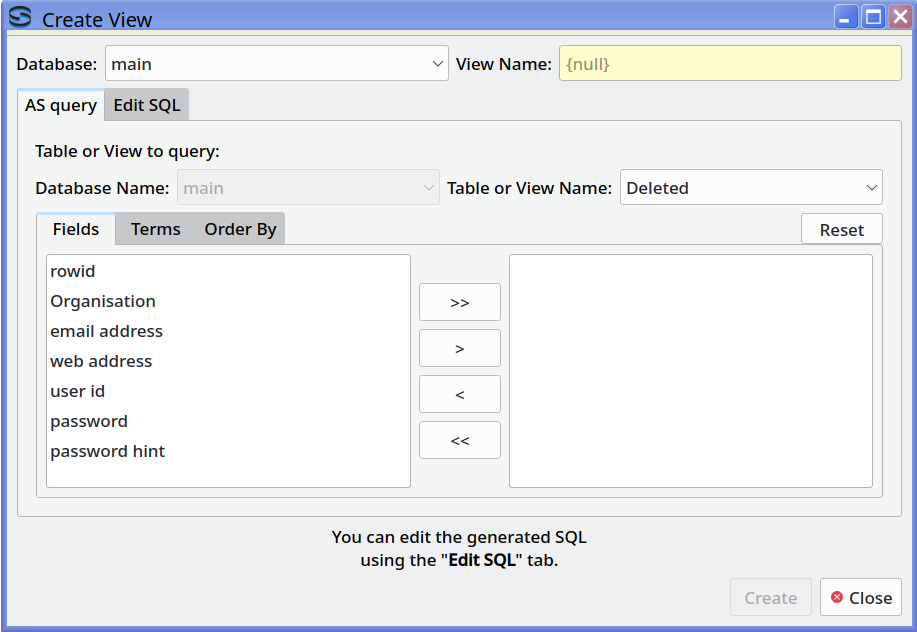 Create View
Database: main View Name: {null}
AS query Edit SQL
Table or View to query:
Database Name: main Table or View Name: Deleted
Fields Terms Order By Reset
rowid
Organisation
email address
web address
user id
password
password hint
>>
>
<
<<
You can edit the generated SQL
using the "Edit SQL" tab.
Create Close